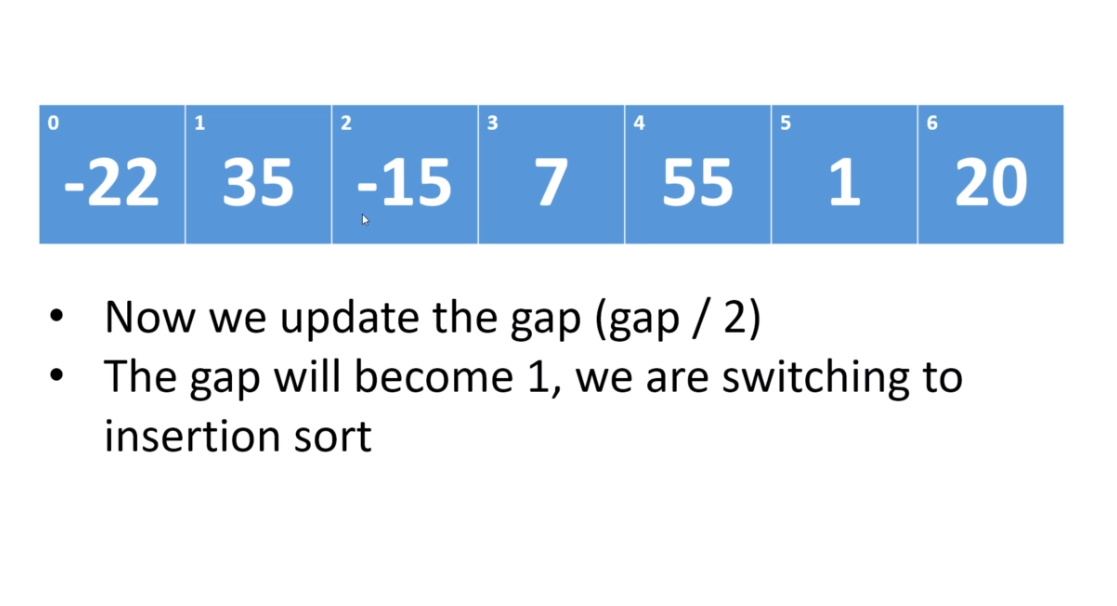 0 1 2 3 4 5 6
-22 35 -15 7 55 1 20
• Now we update the gap (gap / 2)
• The gap will become 1, we are switching to
insertion sort